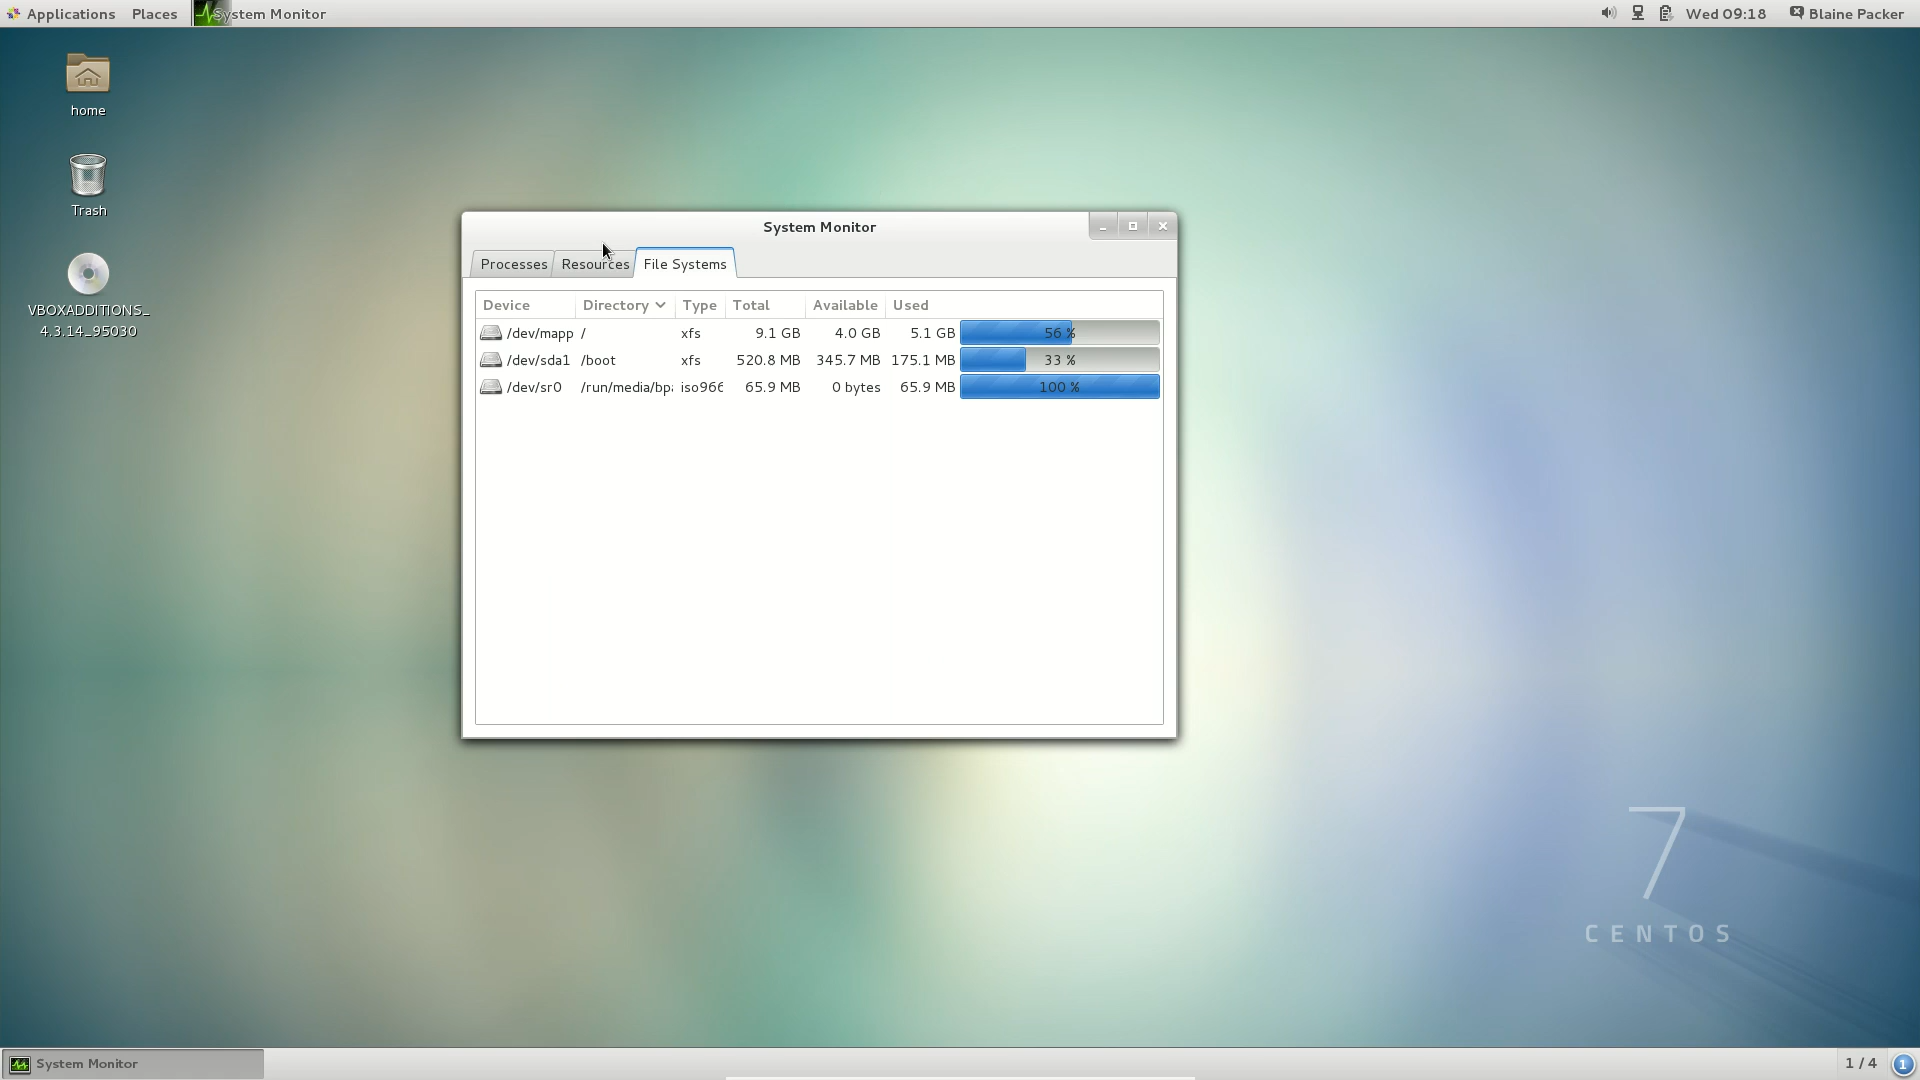 Applications Places System Monitor Wed 09:18 Blaine Packer
home
Trash
VBOXADDITIONS_
4.3.14_95030
System Monitor
Processes Resources File Systems
Device Directory Type Total Available Used
/dev/mapp / xfs 9.1 GB 4.0 GB 5.1 GB 56 %
/dev/sda1 /boot xfs 520.8 MB 345.7 MB 175.1 MB 33 %
/dev/sr0 /run/media/bpa iso966 65.9 MB 0 bytes 65.9 MB 100 %
7
CENTOS
System Monitor 1 / 4 1